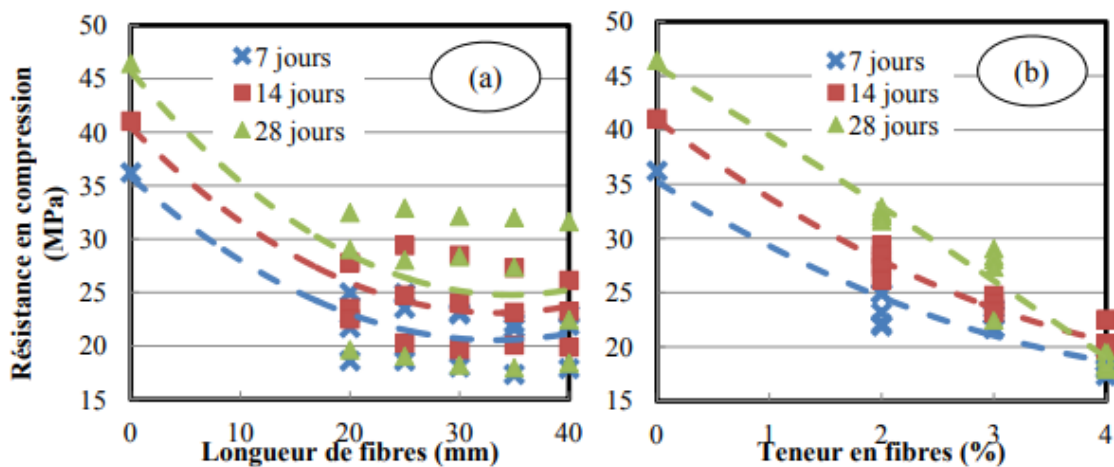 Résistance en compression
(MPa)
50
45
40
35
30
25
20
15
(a)
7 jours
14 jours
28 jours
0
10
20
30
40
Longueur de fibres (mm)
50
45
40
35
30
25
20
15
(b)
7 jours
14 jours
28 jours
0
1
2
3
4
Teneur en fibres (%)